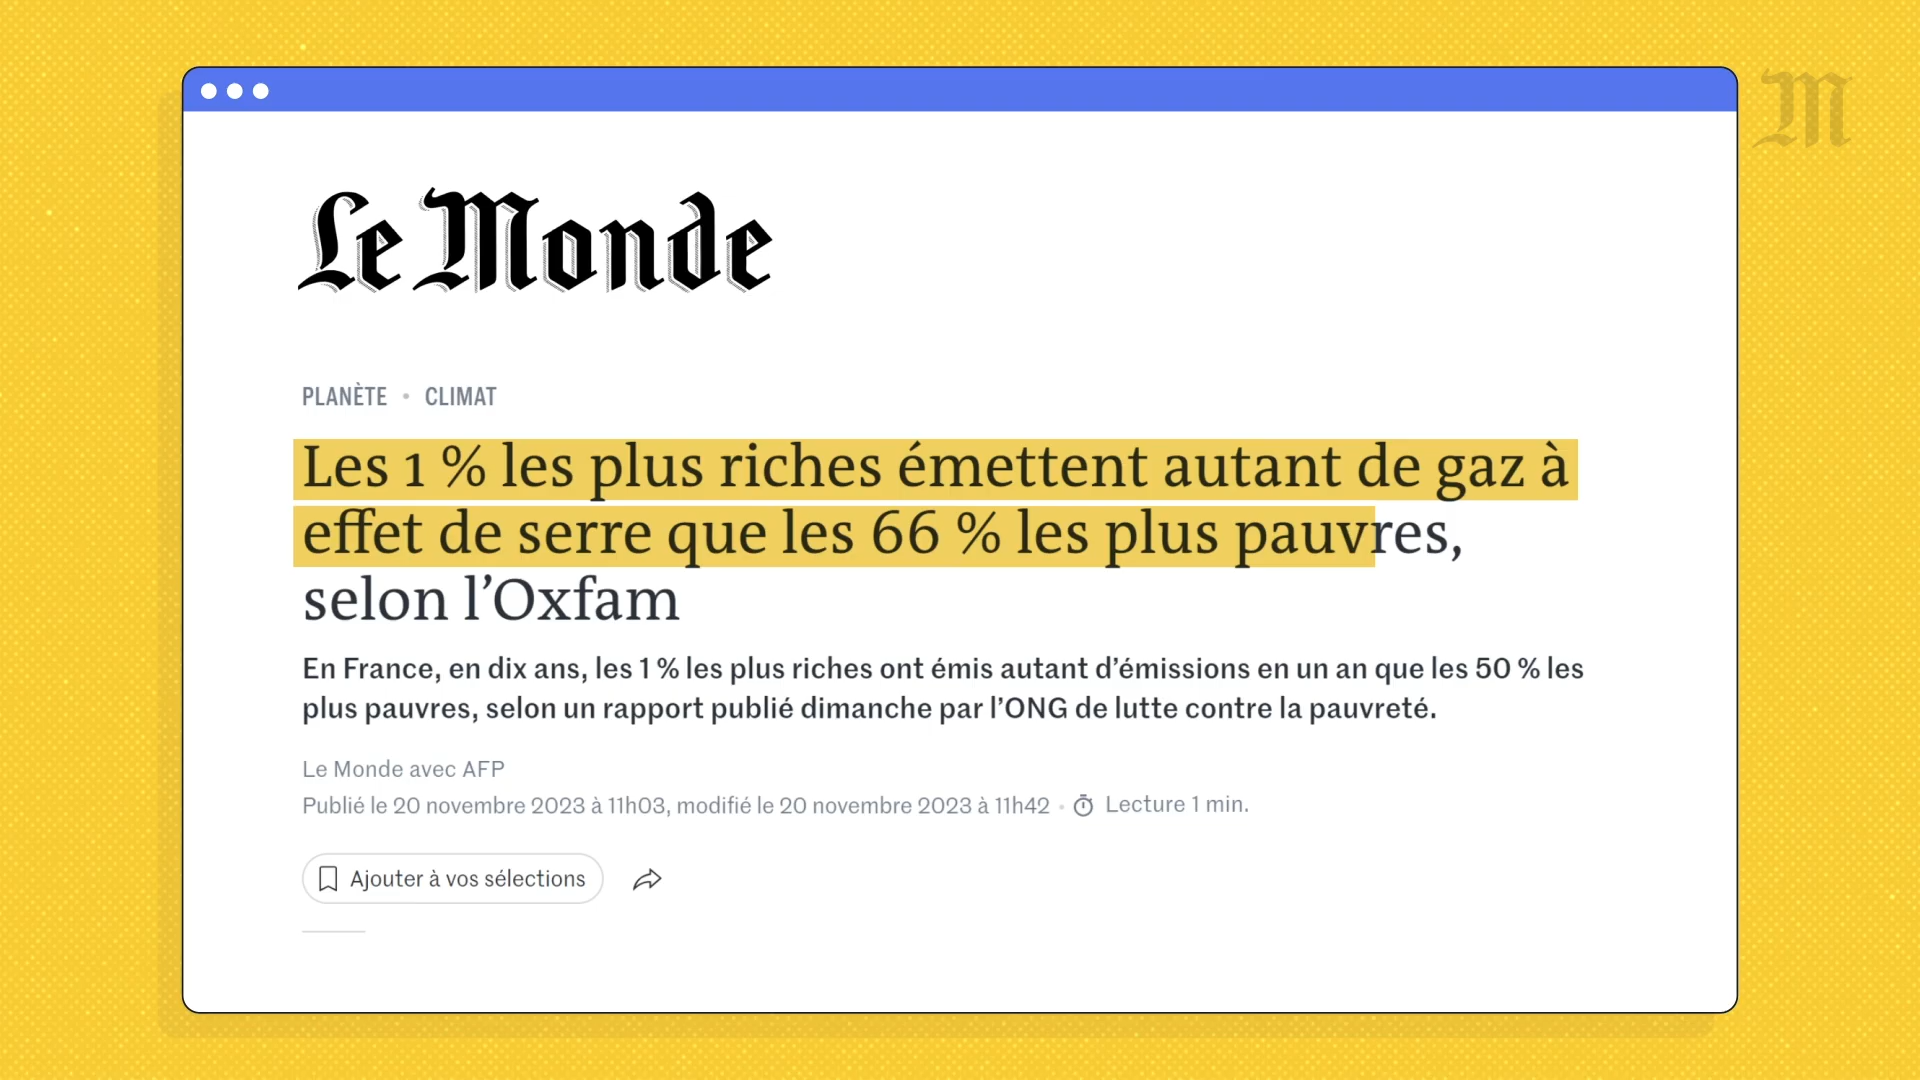 Le Monde
M
PLANÈTE • CLIMAT
Les 1 % les plus riches émettent autant de gaz à
effet de serre que les 66 % les plus pauvres,
selon l’Oxfam
En France, en dix ans, les 1 % les plus riches ont émis autant d’émissions en un an que les 50 % les
plus pauvres, selon un rapport publié dimanche par l’ONG de lutte contre la pauvreté.
Le Monde avec AFP
Publié le 20 novembre 2023 à 11h03, modifié le 20 novembre 2023 à 11h42 • Lecture 1 min.
Ajouter à vos sélections